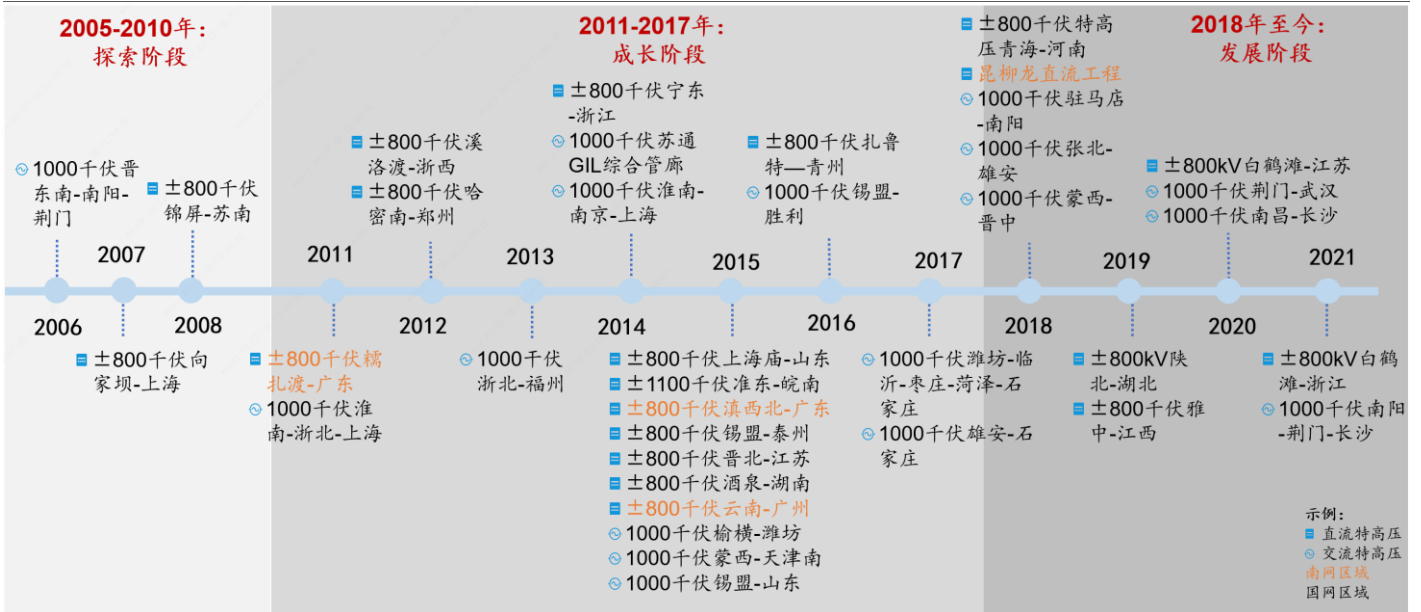 2005-2010年：
探索阶段
2011-2017年：
成长阶段
2018年至今：
发展阶段
1000千伏晋
东南-南阳-
荆门
±800千伏
锦屏-苏南
±800千伏溪
洛渡-浙西
±800千伏哈
密南-郑州
±800千伏宁东
-浙江
1000千伏苏通
GIL综合管廊
1000千伏淮南-
南京-上海
±800千伏扎鲁
特—青州
1000千伏锡盟-
胜利
±800千伏特高
压青海-河南
昆柳龙直流工程
1000千伏驻马店
-南阳
1000千伏张北-
雄安
1000千伏蒙西-
晋中
±800kV白鹤滩-江苏
1000千伏荆门-武汉
1000千伏南昌-长沙
2007
2011
2013
2015
2017
2019
2021
2006
2008
2012
2014
2016
2018
2020
±800千伏向
家坝-上海
±800千伏糯
扎渡-广东
1000千伏淮
南-浙北-上海
1000千伏
浙北-福州
±800千伏上海庙-山东
±1100千伏准东-皖南
±800千伏滇西北-广东
±800千伏锡盟-泰州
±800千伏晋北-江苏
±800千伏酒泉-湖南
±800千伏云南-广州
1000千伏榆横-潍坊
1000千伏蒙西-天津南
1000千伏锡盟-山东
1000千伏潍坊-临
沂-枣庄-菏泽-石
家庄
1000千伏雄安-石
家庄
±800kV陕
北-湖北
±800千伏雅
中-江西
±800kV白鹤
滩-浙江
1000千伏南阳
-荆门-长沙
示例：
直流特高压
交流特高压
南网区域
国网区域